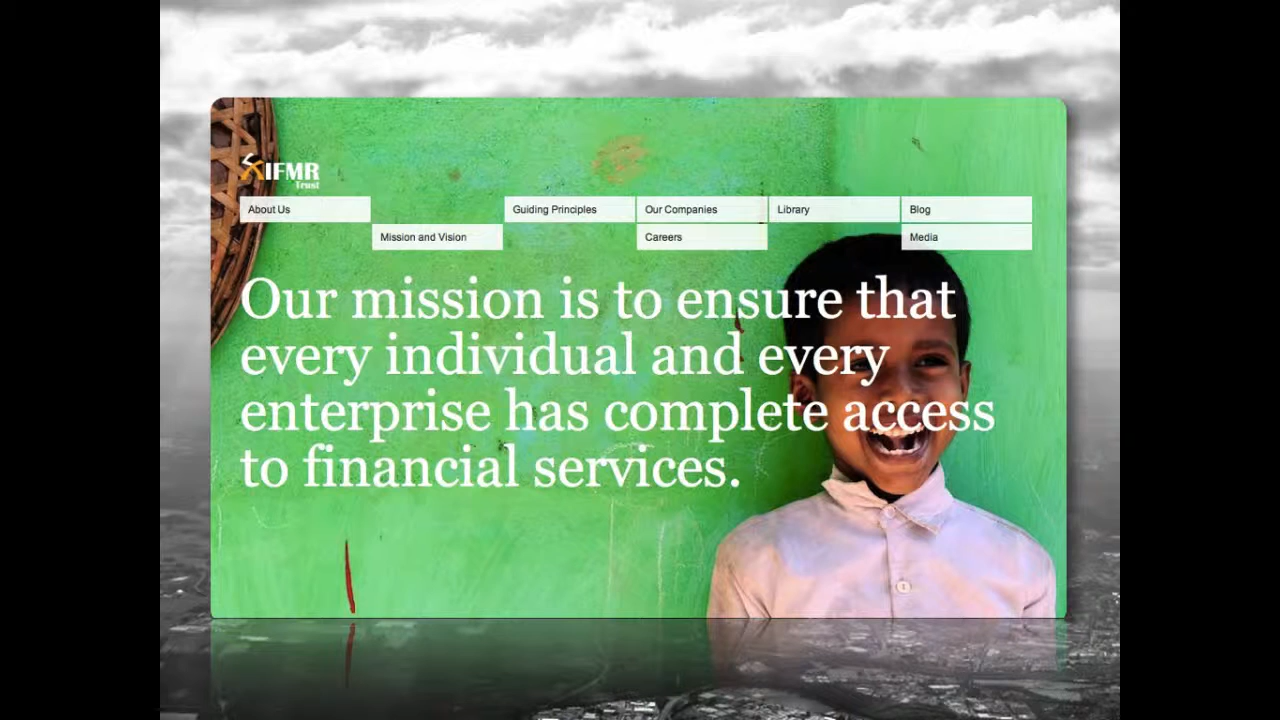 IFMR
Trust
About Us
Guiding Principles
Our Companies
Library
Blog
Mission and Vision
Careers
Media
Our mission is to ensure that
every individual and every
enterprise has complete access
to financial services.